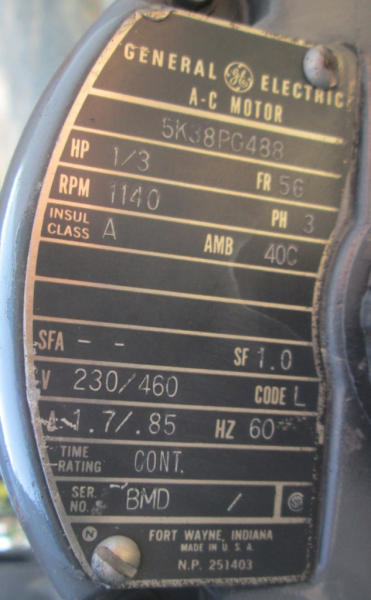 GENERAL GE ELECTRIC
A-C MOTOR
5K38PG488
HP 1/3 FR 56
RPM 1140 PH 3
INSUL CLASS A AMB 40C
SFA - - SF 1.0
V 230/460 CODE L
A 1.7/.85 HZ 60
TIME RATING CONT.
SER. NO. BMD /
N FORT WAYNE, INDIANA
MADE IN U.S.A.
N.P. 251403